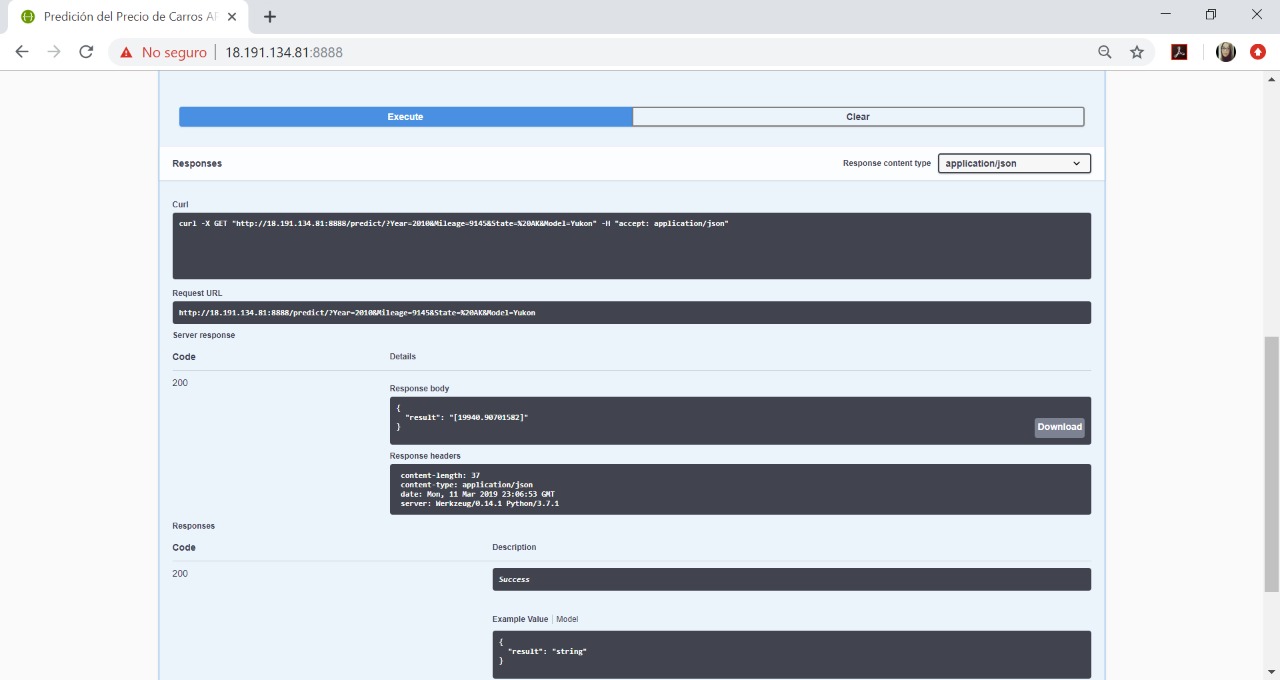 Predición del Precio de Carros AP
No seguro
18.191.134.81:8888
Execute
Clear
Responses
Response content type
application/json
Curl
curl -X GET "http://18.191.134.81:8888/predict/?Year=2010&Mileage=9145&State=%20AK&Model=Yukon" -H "accept: application/json"
Request URL
http://18.191.134.81:8888/predict/?Year=2010&Mileage=9145&State=%20AK&Model=Yukon
Server response
Code
Details
200
Response body
{
"result": "[19940.90701582]"
}
Download
Response headers
content-length: 37
content-type: application/json
date: Mon, 11 Mar 2019 23:06:53 GMT
server: Werkzeug/0.14.1 Python/3.7.1
Responses
Code
Description
200
Success
Example Value | Model
{
"result": "string"
}